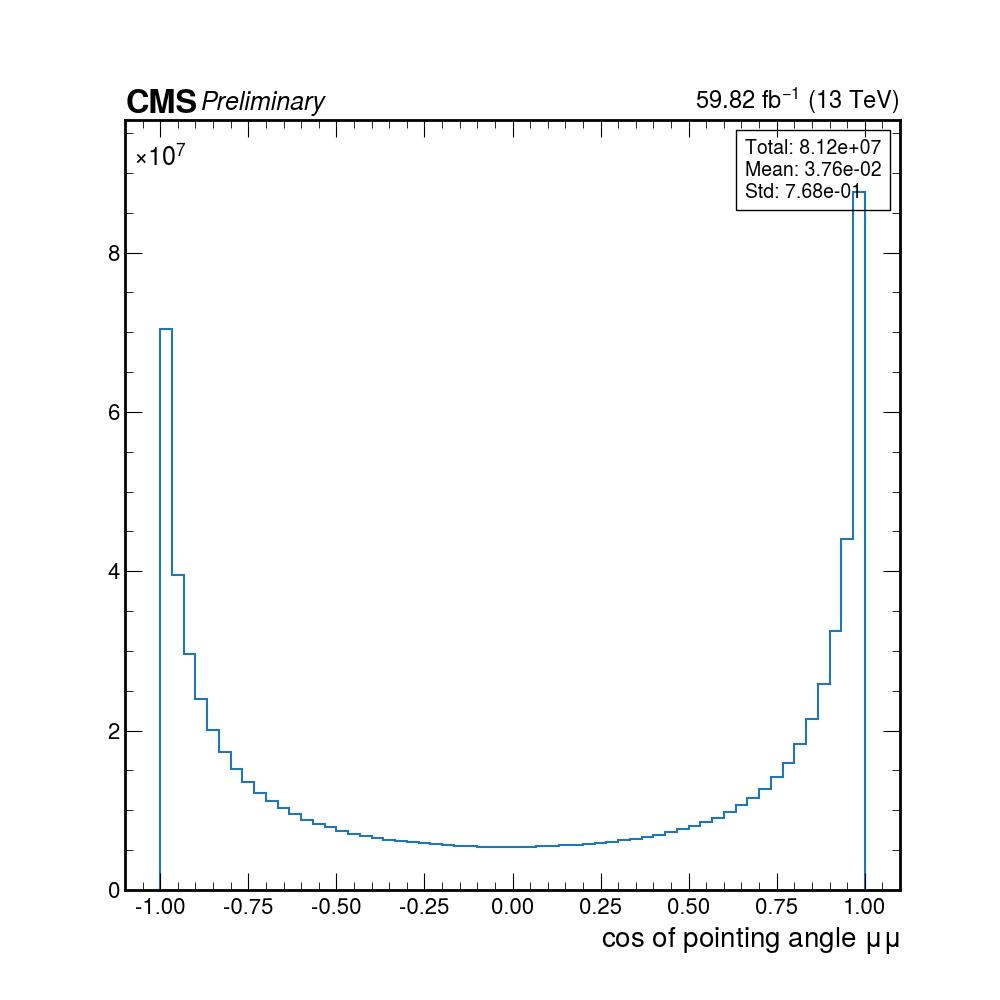 CMS Preliminary 59.82 fb⁻¹ (13 TeV)
×10⁷
Total: 8.12e+07
Mean: 3.76e-02
Std: 7.68e-01
8
6
4
2
0
-1.00 -0.75 -0.50 -0.25 0.00 0.25 0.50 0.75 1.00
cos of pointing angle μμ